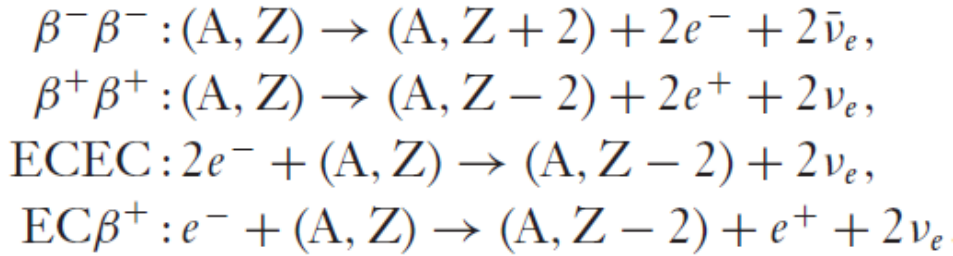 β⁻β⁻ : (A, Z) → (A, Z + 2) + 2e⁻ + 2ν̄ₑ,
β⁺β⁺ : (A, Z) → (A, Z − 2) + 2e⁺ + 2νₑ,
ECEC : 2e⁻ + (A, Z) → (A, Z − 2) + 2νₑ,
ECβ⁺ : e⁻ + (A, Z) → (A, Z − 2) + e⁺ + 2νₑ.